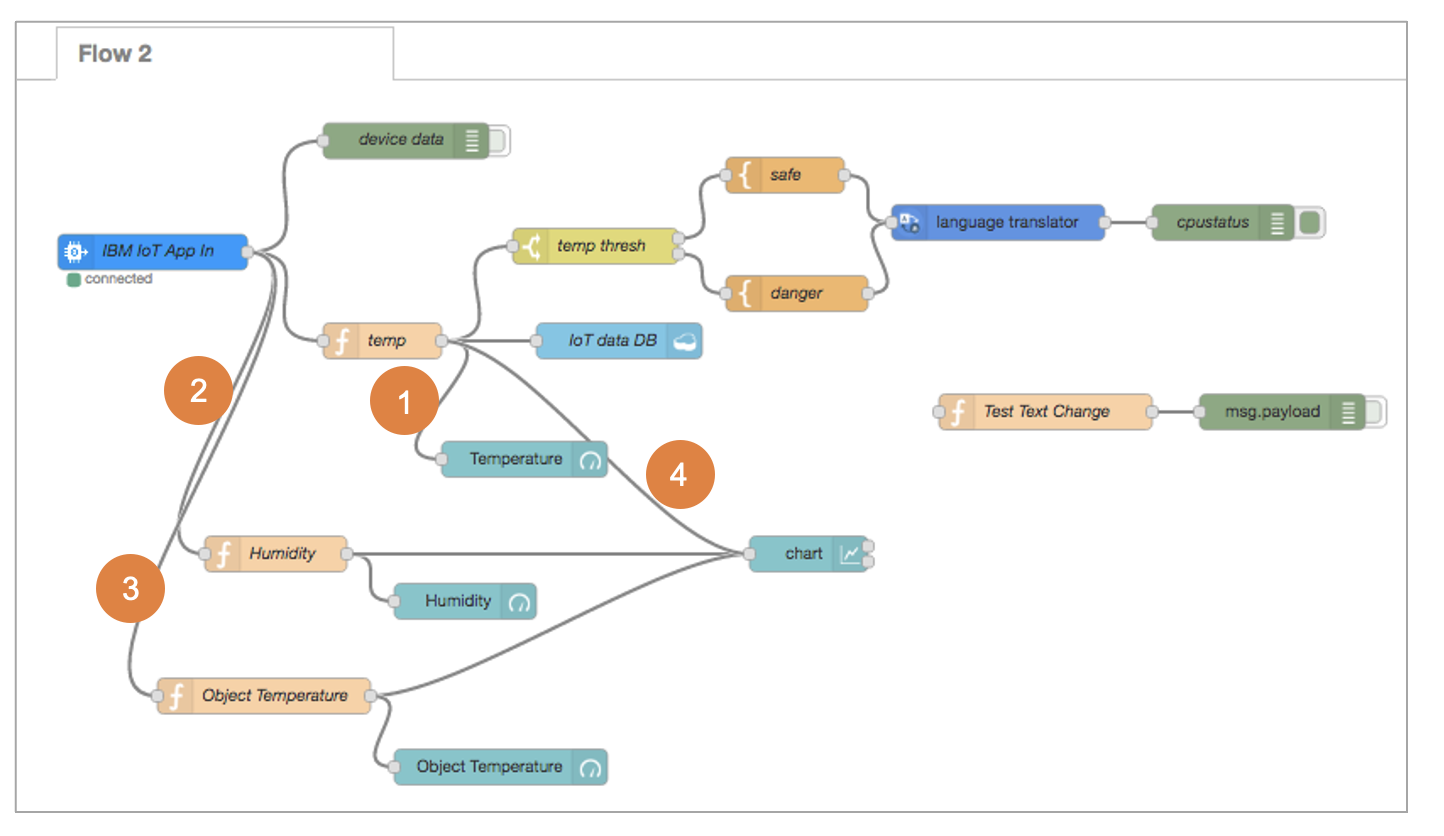 Flow 2
device data
safe
IBM IoT App In
connected
temp thresh
language translator
cpustatus
danger
temp
IoT data DB
2
1
Test Text Change
msg.payload
Temperature
4
Humidity
chart
3
Humidity
Object Temperature
Object Temperature